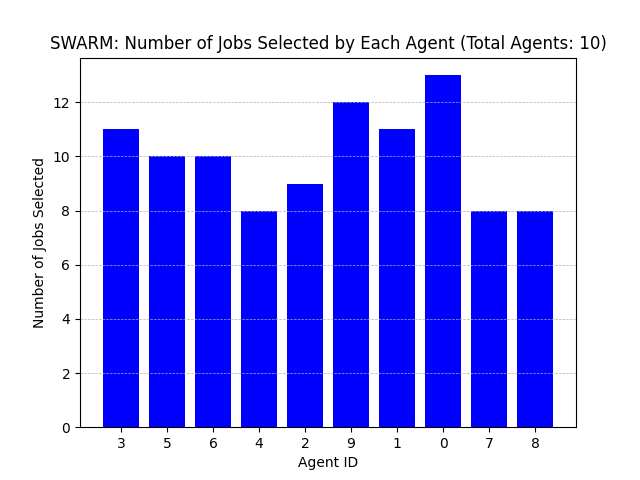 SWARM: Number of Jobs Selected by Each Agent (Total Agents: 10)
12
10
8
6
4
2
0
Number of Jobs Selected
3 5 6 4 2 9 1 0 7 8
Agent ID